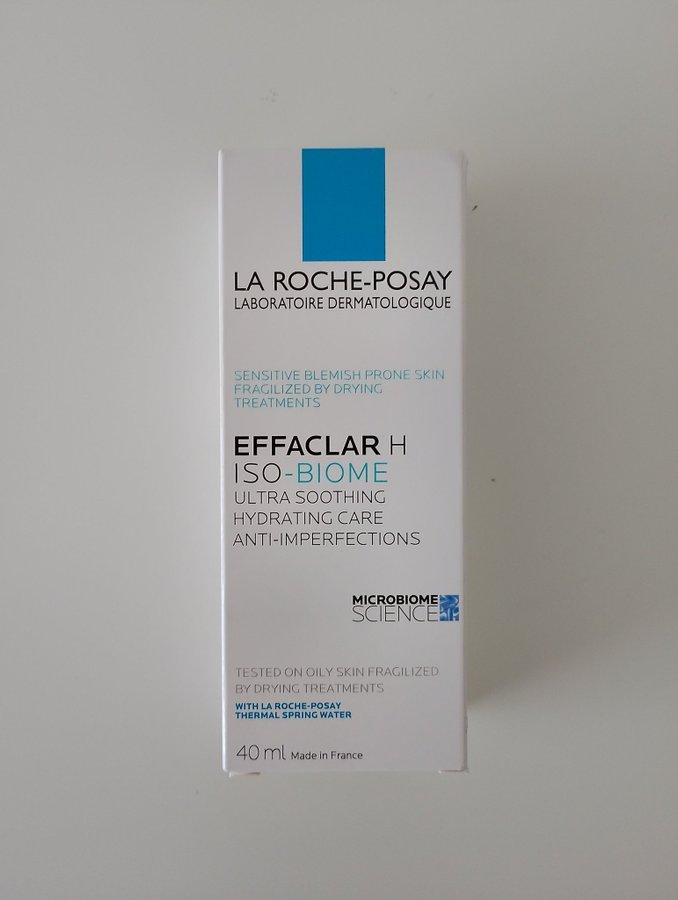 LA ROCHE-POSAY
LABORATOIRE DERMATOLOGIQUE
SENSITIVE BLEMISH PRONE SKIN
FRAGILIZED BY DRYING
TREATMENTS
EFFACLAR H
ISO-BIOME
ULTRA SOOTHING
HYDRATING CARE
ANTI-IMPERFECTIONS
MICROBIOME
SCIENCE
TESTED ON OILY SKIN FRAGILIZED
BY DRYING TREATMENTS
WITH LA ROCHE-POSAY
THERMAL SPRING WATER
40 ml Made in France